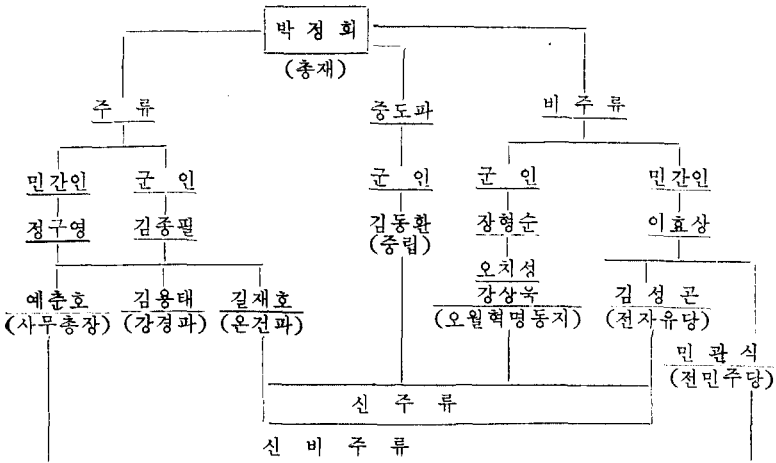 박 정 희
(총재)
주 류
중도파
비 주 류
민간인
군 인
군 인
군 인
민간인
정구영
김종필
김동환
(중립)
장형순
이효상
오치성
강상욱
(오월혁명동지)
예춘호
(사무총장)
김용태
(강경파)
길재호
(온건파)
김 성 곤
(전자유당)
민 관 식
(전민주당)
신 주 류
신 비 주 류